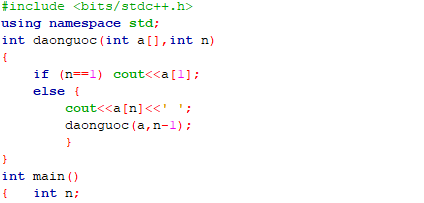 #include <bits/stdc++.h>
using namespace std;
int daonguoc(int a[],int n)
{
    if (n==1) cout<<a[1];
    else {
        cout<<a[n]<<' ';
        daonguoc(a,n-1);
        }
}
int main()
{   int n;